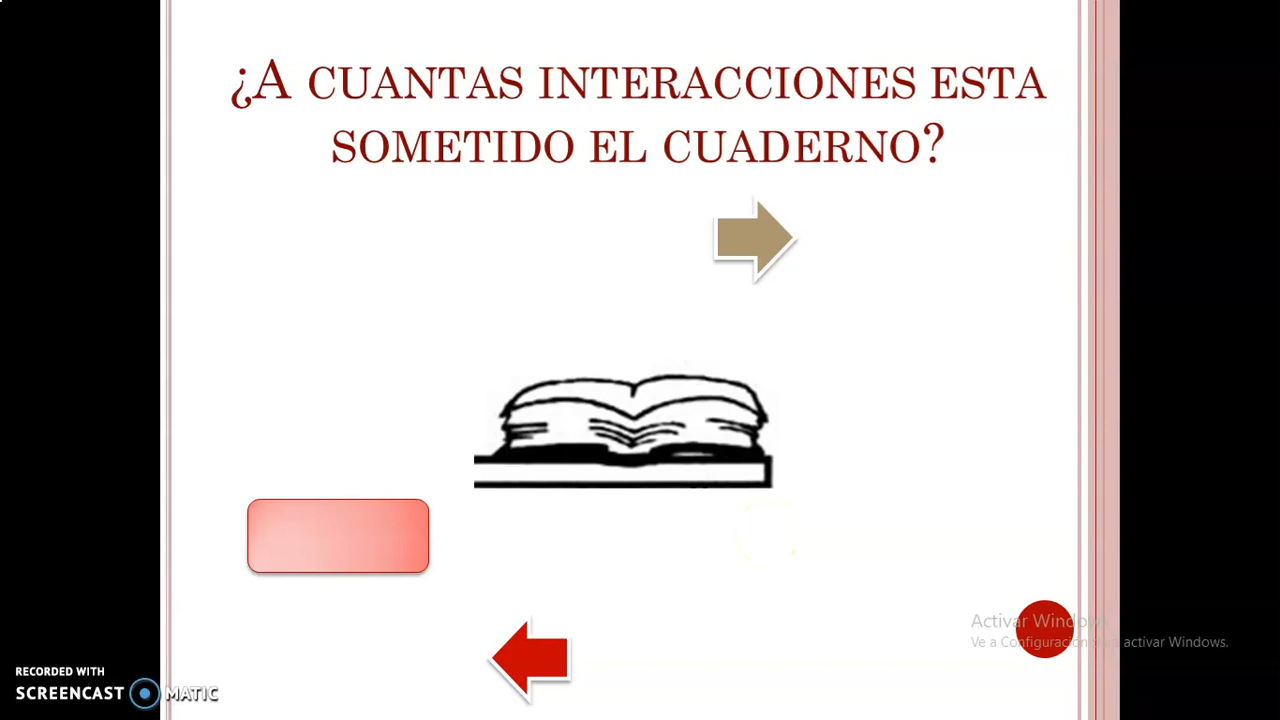 ¿A CUANTAS INTERACCIONES ESTA
SOMETIDO EL CUADERNO?
Activar Windows
Ve a Configuración para activar Windows.
RECORDED WITH
SCREENCAST MATIC